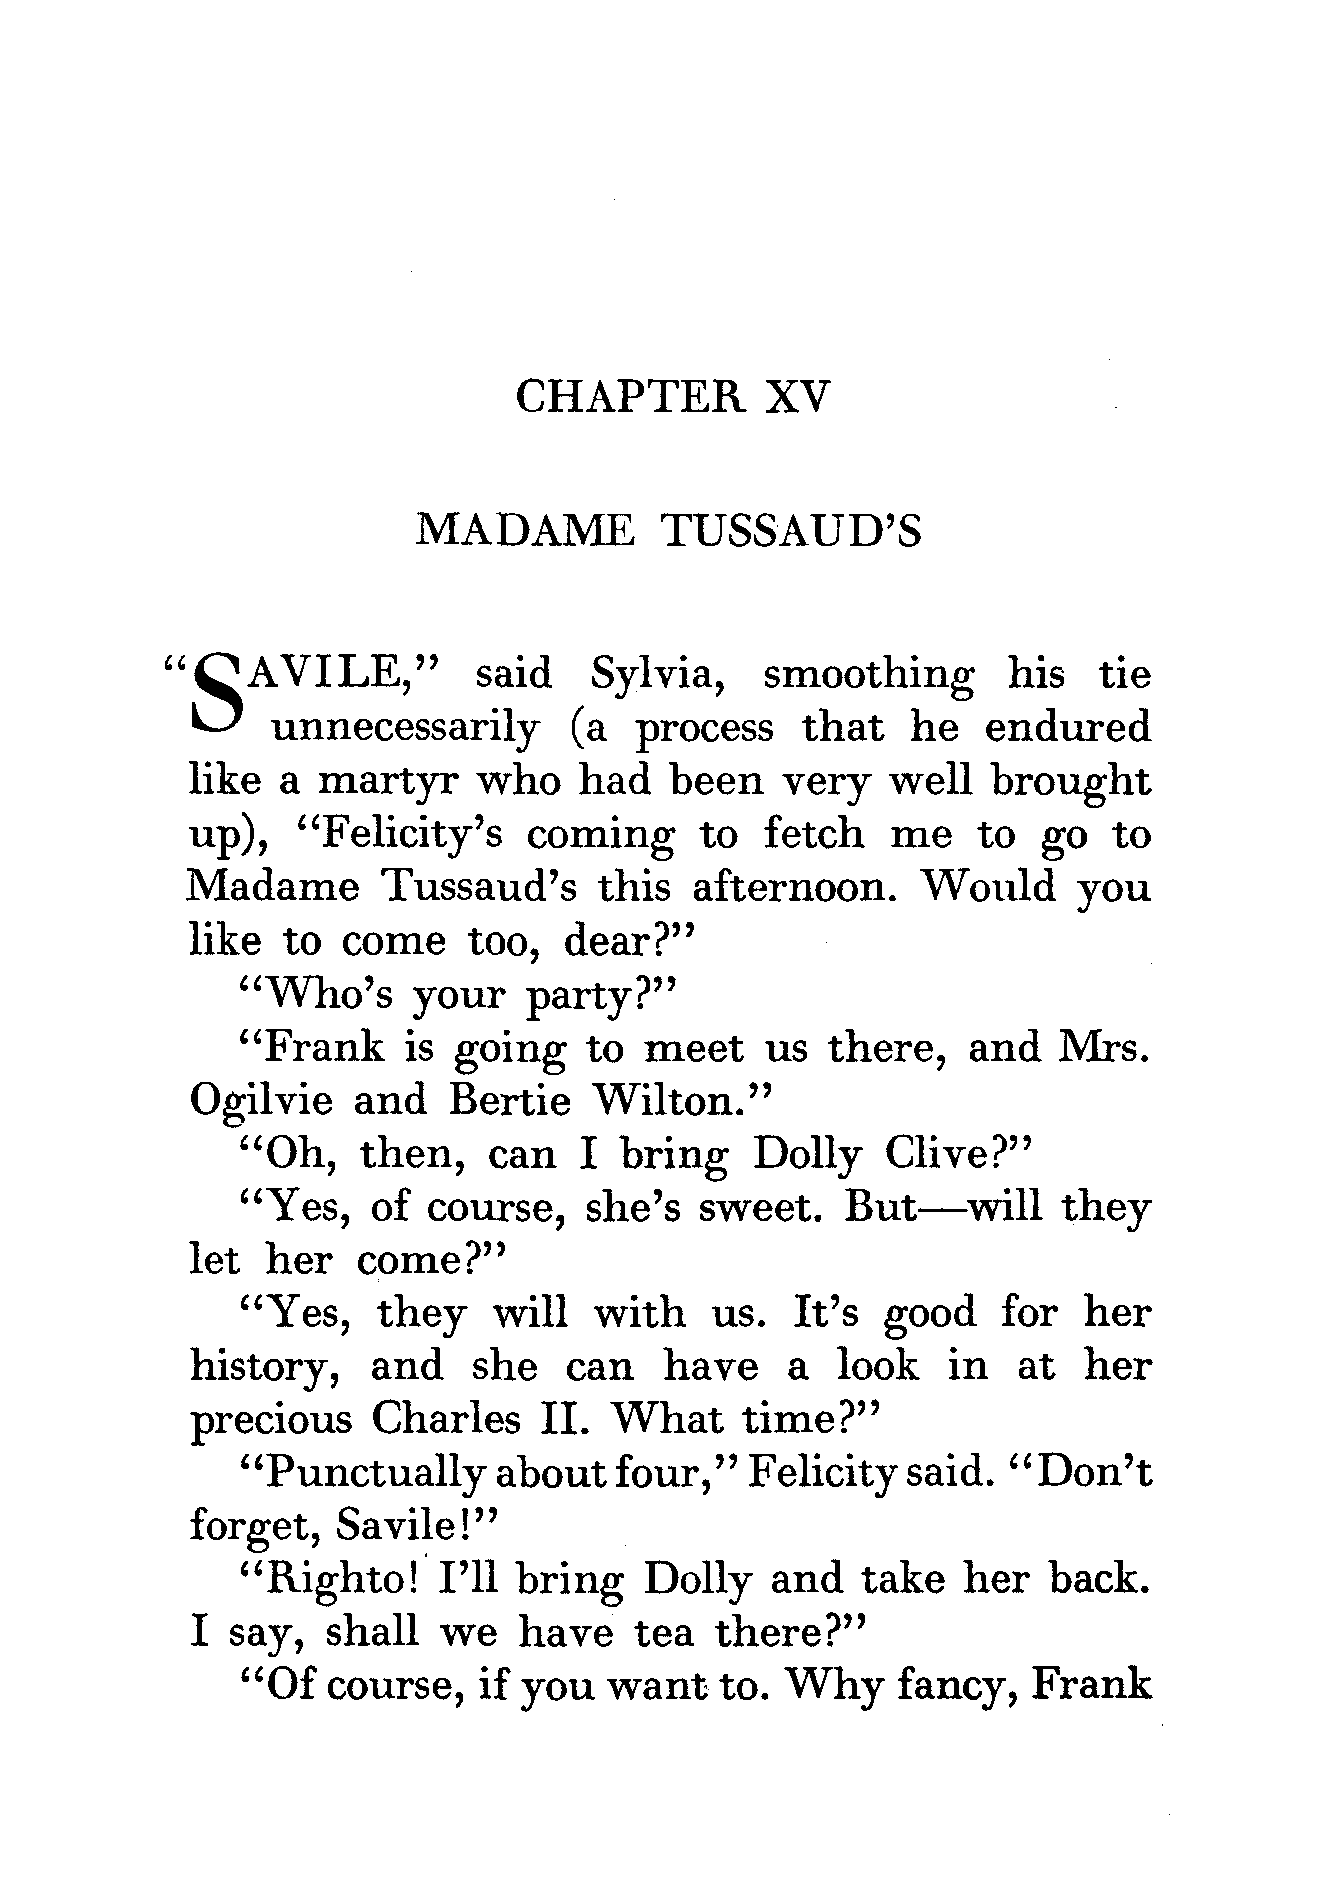 CHAPTER XV
MADAME TUSSAUD'S
“SAVILE,” said Sylvia, smoothing his tie
unnecessarily (a process that he endured
like a martyr who had been very well brought
up), “Felicity’s coming to fetch me to go to
Madame Tussaud’s this afternoon. Would you
like to come too, dear?”
“Who’s your party?”
“Frank is going to meet us there, and Mrs.
Ogilvie and Bertie Wilton.”
“Oh, then, can I bring Dolly Clive?”
“Yes, of course, she’s sweet. But—will they
let her come?”
“Yes, they will with us. It’s good for her
history, and she can have a look in at her
precious Charles II. What time?”
“Punctually about four,” Felicity said. “Don’t
forget, Savile!”
“Righto! I’ll bring Dolly and take her back.
I say, shall we have tea there?”
“Of course, if you want to. Why fancy, Frank